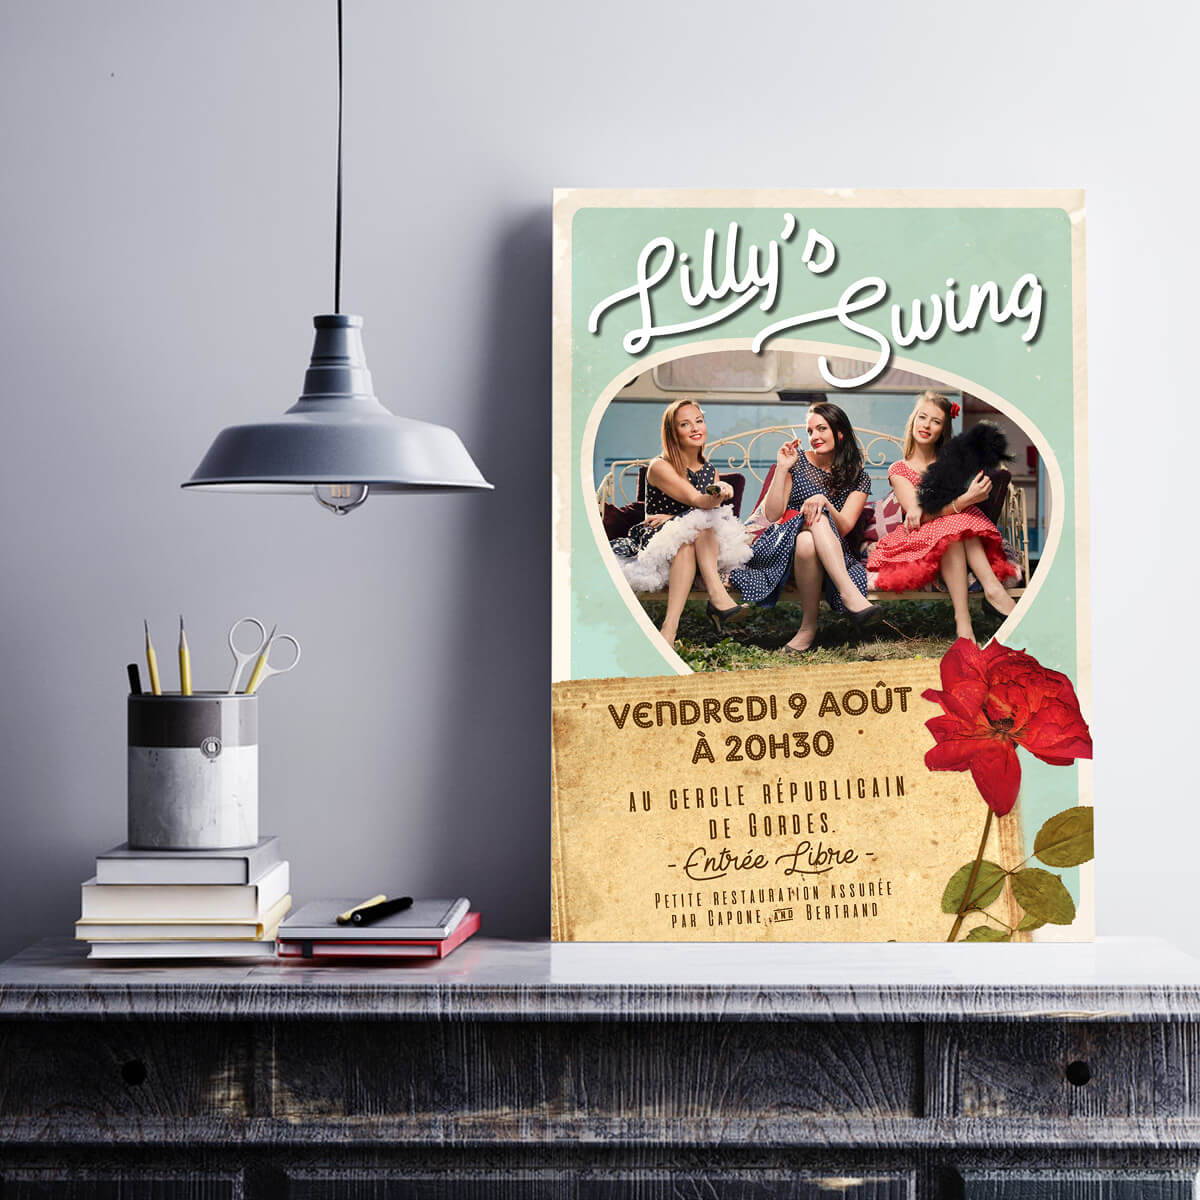 Lilly's
Swing
VENDREDI 9 AOÛT
À 20H30
AU CERCLE RÉPUBLICAIN
DE GORDES.
- Entrée Libre -
PETITE RESTAURATION ASSURÉE
PAR CAPONE AND BERTRAND